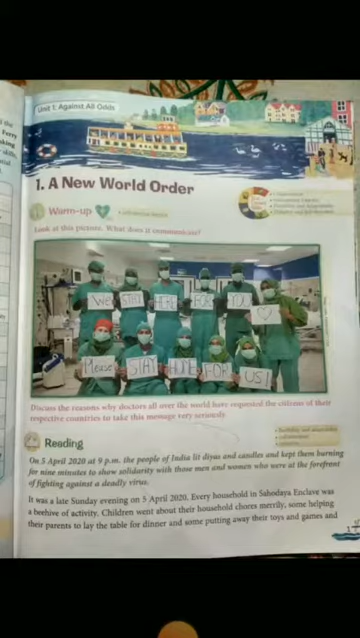 Unit 1: Against All Odds
1. A New World Order
Warm-up
Look at this picture. What does it communicate?
We STAY HERE FOR YOU
Please STAY HOME FOR US!
Discuss the reasons why doctors all over the world have requested the citizens of their
respective countries to take this message very seriously.
Reading
On 5 April 2020 at 9 p.m. the people of India lit diyas and candles and kept them burning
for nine minutes to show solidarity with those men and women who were at the forefront
of fighting against a deadly virus.
It was a late Sunday evening on 5 April 2020. Every household in Sahodaya Enclave was
a beehive of activity. Children went about their household chores merrily, some helping
their parents to lay the table for dinner and some putting away their toys and games and